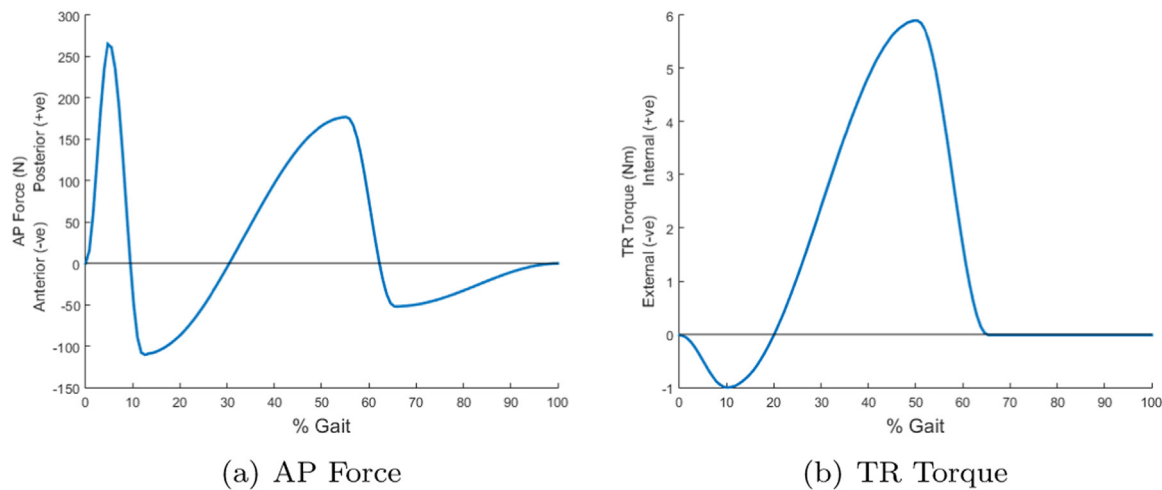 300
250
200
150
100
50
0
-50
-100
-150
AP Force (N)
Anterior (-ve) Posterior (+ve)
0 10 20 30 40 50 60 70 80 90 100
% Gait
(a) AP Force
6
5
4
3
2
1
0
-1
TR Torque (Nm)
External (-ve) Internal (+ve)
0 10 20 30 40 50 60 70 80 90 100
% Gait
(b) TR Torque